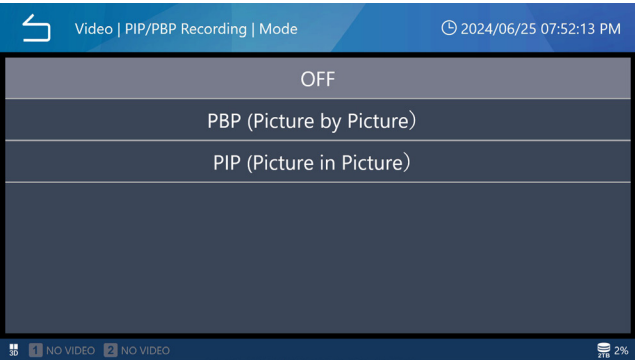 Video | PIP/PBP Recording | Mode
2024/06/25 07:52:13 PM
OFF
PBP (Picture by Picture）
PIP (Picture in Picture）
3D 1 NO VIDEO 2 NO VIDEO
2TB 2%